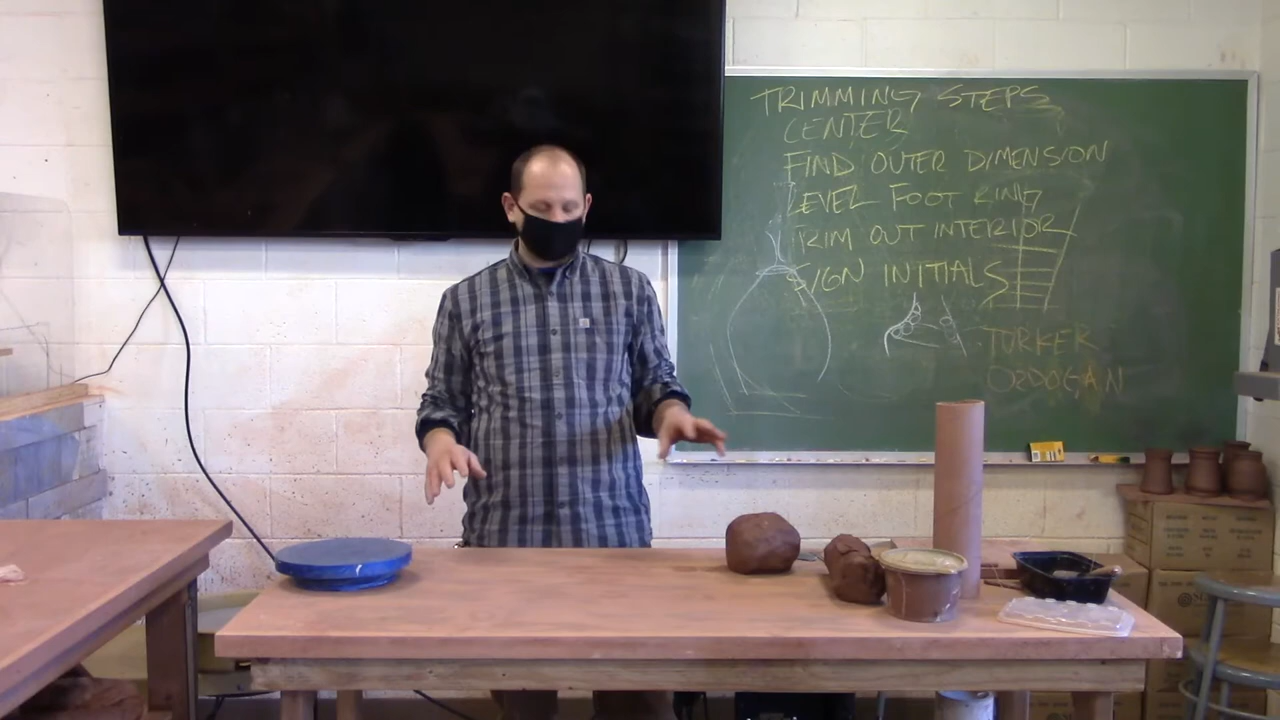 TRIMMING STEPS
CENTER
FIND OUTER DIMENSION
LEVEL FOOT RING
TRIM OUT INTERIOR
SIGN INITIALS
TURKER
OZDOGAN